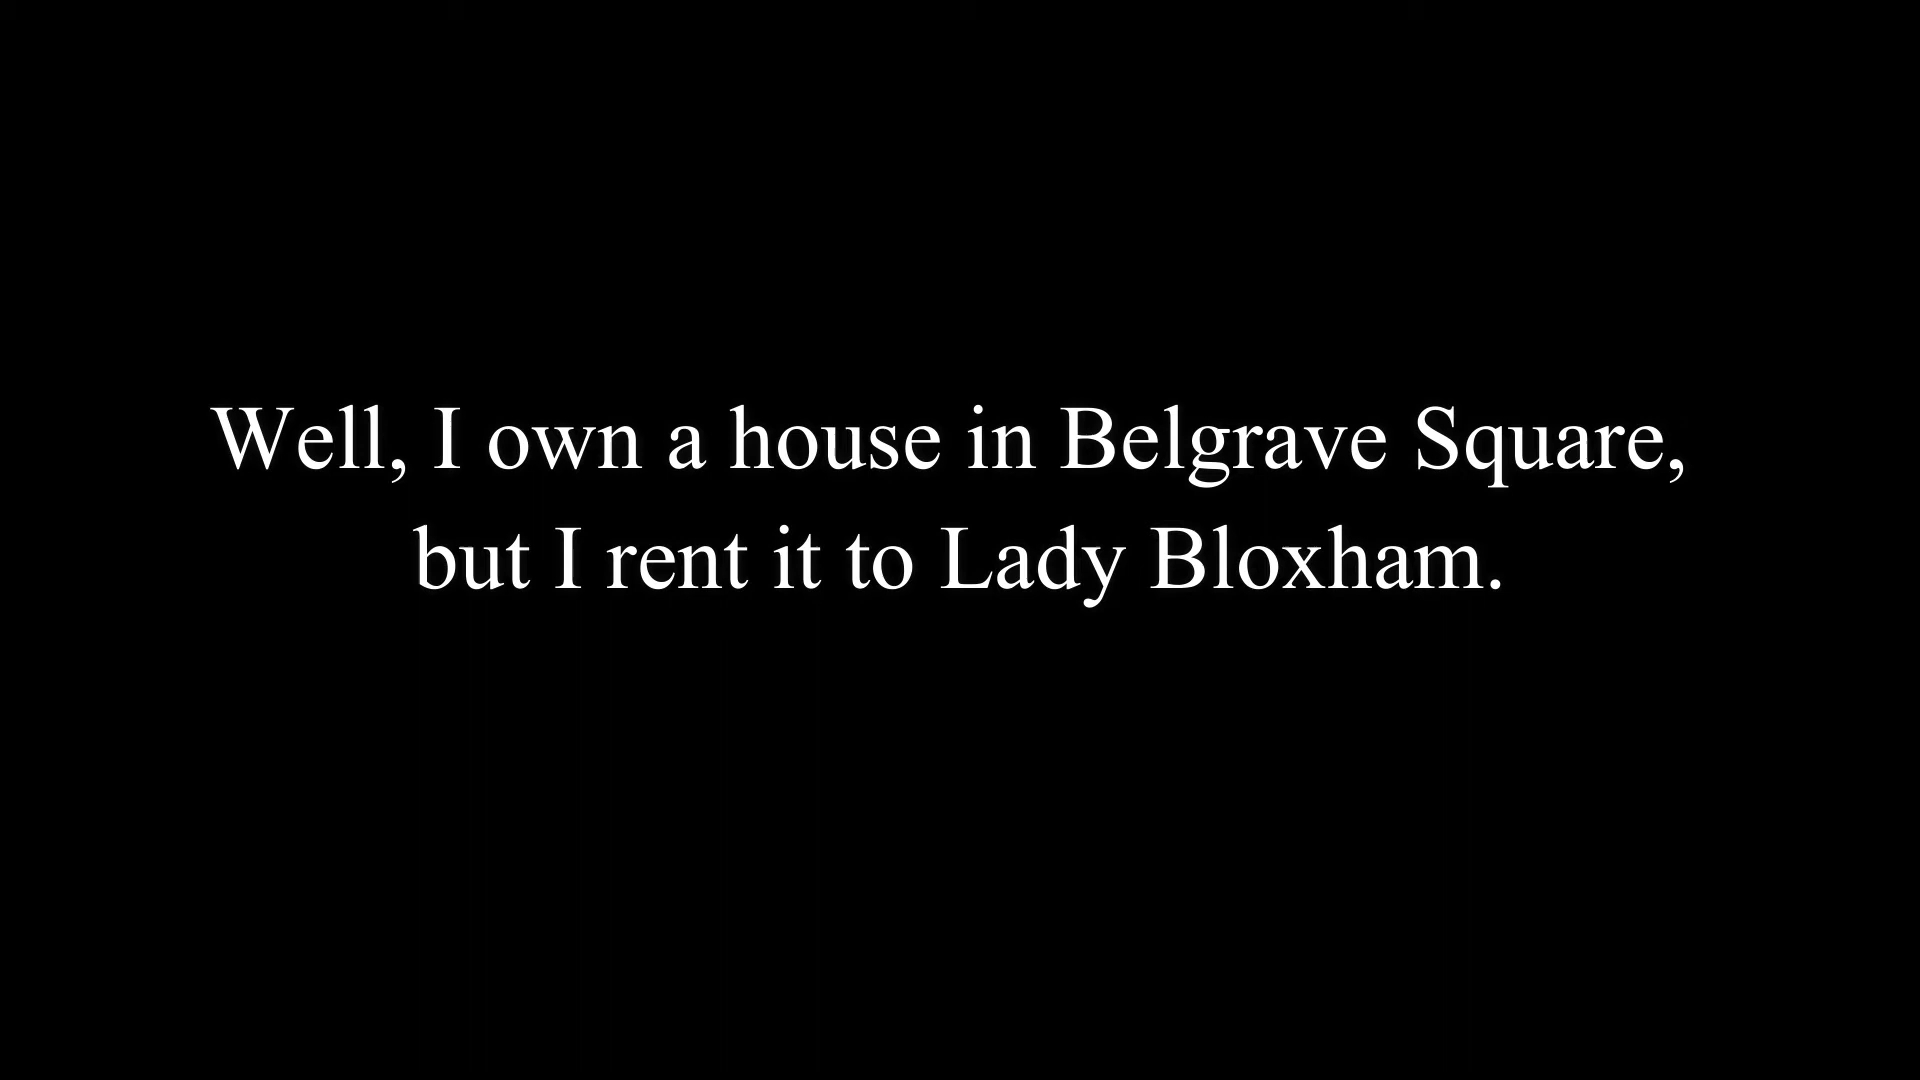 Well, I own a house in Belgrave Square,
but I rent it to Lady Bloxham.